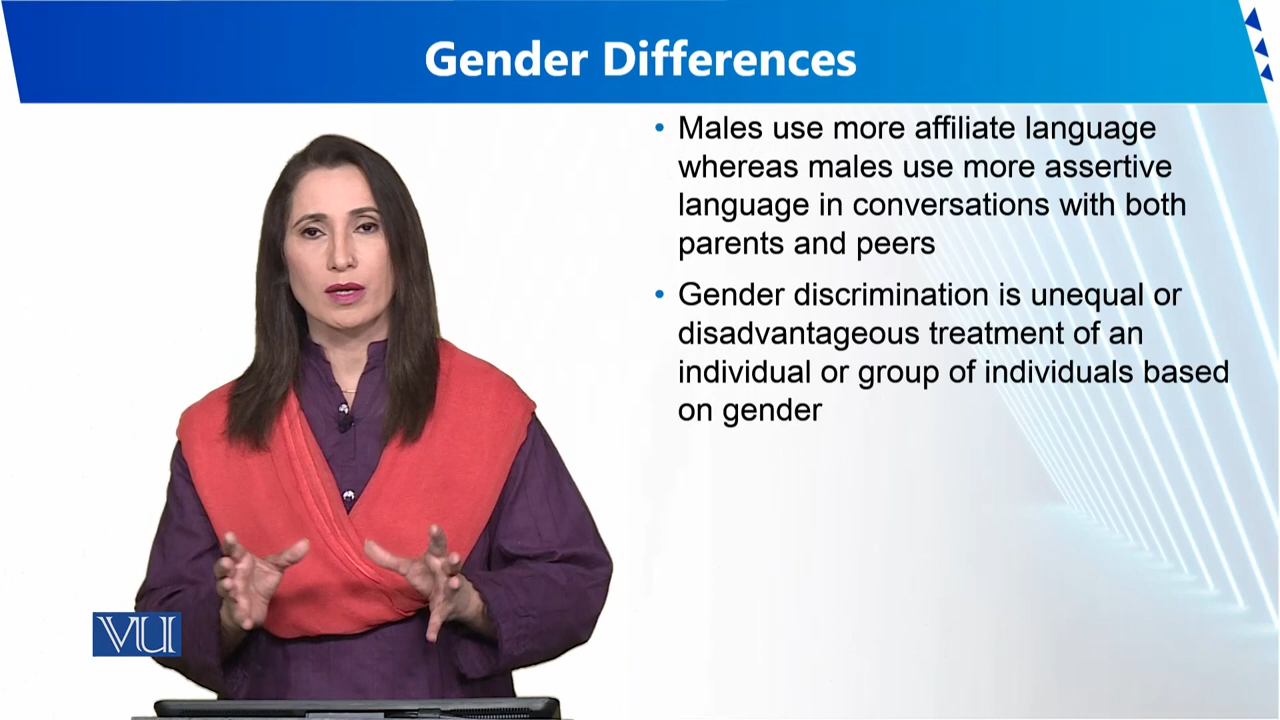 Gender Differences
• Males use more affiliate language
whereas males use more assertive
language in conversations with both
parents and peers
• Gender discrimination is unequal or
disadvantageous treatment of an
individual or group of individuals based
on gender
VU